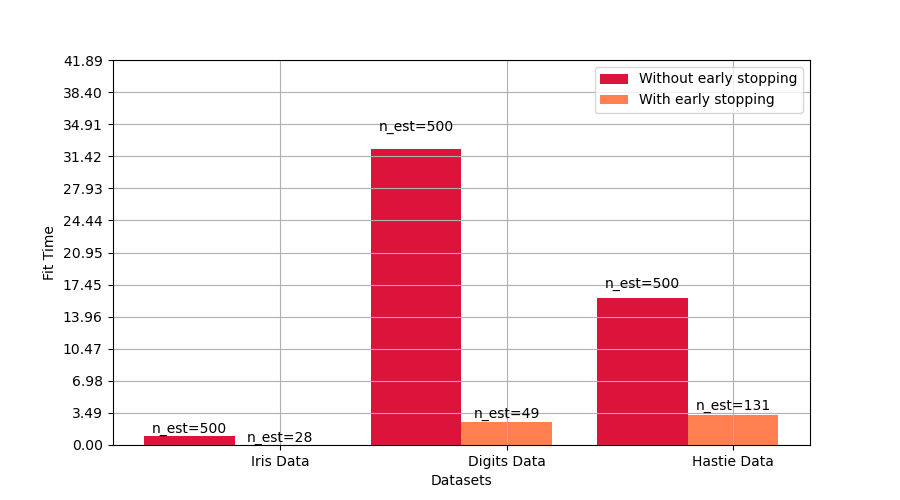 41.89
38.40
34.91
31.42
27.93
24.44
20.95
17.45
13.96
10.47
6.98
3.49
0.00
Fit Time
Without early stopping
With early stopping
n_est=500
n_est=28
n_est=500
n_est=49
n_est=500
n_est=131
Iris Data
Digits Data
Hastie Data
Datasets